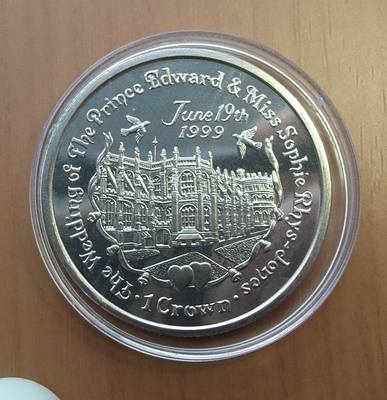 The Wedding of The Prince Edward & Miss Sophie Rhys-Jones
June 19th
1999
· 1 Crown ·